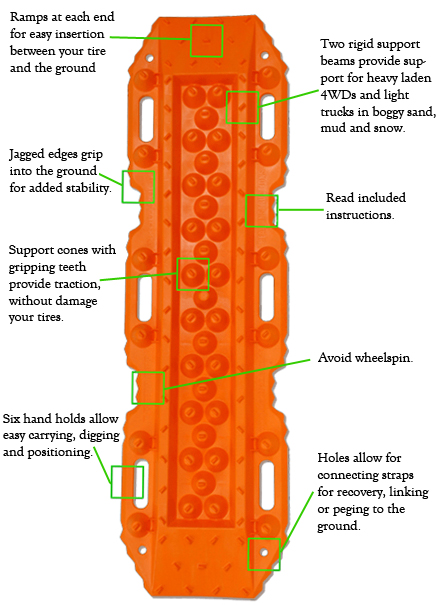 Ramps at each end
for easy insertion
between your tire
and the ground
Two rigid support
beams provide sup-
port for heavy laden
4WDs and light
trucks in boggy sand,
mud and snow.
Jagged edges grip
into the ground
for added stability.
Read included
instructions.
Support cones with
gripping teeth
provide traction,
without damage
your tires.
Avoid wheelspin.
Six hand holds allow
easy carrying, digging
and positioning.
Holes allow for
connecting straps
for recovery, linking
or peging to the
ground.